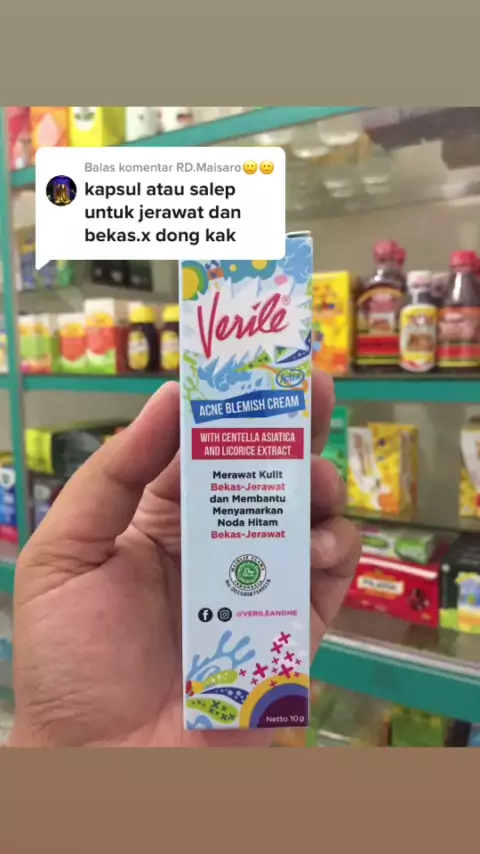 Balas komentar RD.Maisaro🙂🙂
kapsul atau salep
untuk jerawat dan
bekas.x dong kak
Verile®
ACNE BLEMISH CREAM
WITH CENTELLA ASIATICA
AND LICORICE EXTRACT
Merawat Kulit
Bekas-Jerawat
dan Membantu
Menyamarkan
Noda Hitam
Bekas-Jerawat
@VERILEANDME
Netto 10g